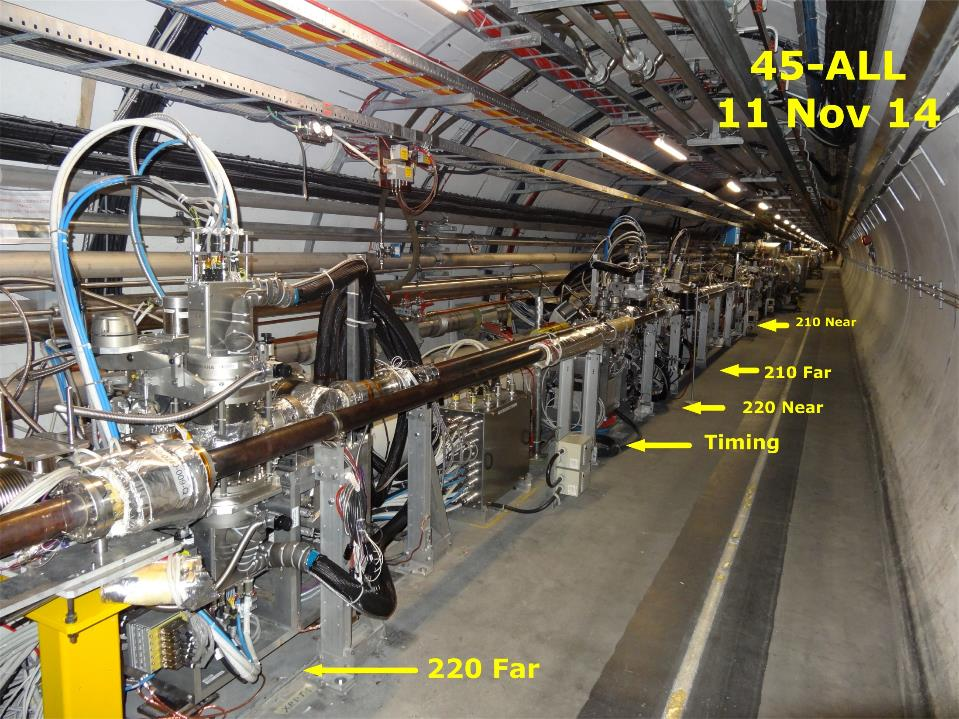 45-ALL
11 Nov 14
210 Near
210 Far
220 Near
Timing
220 Far